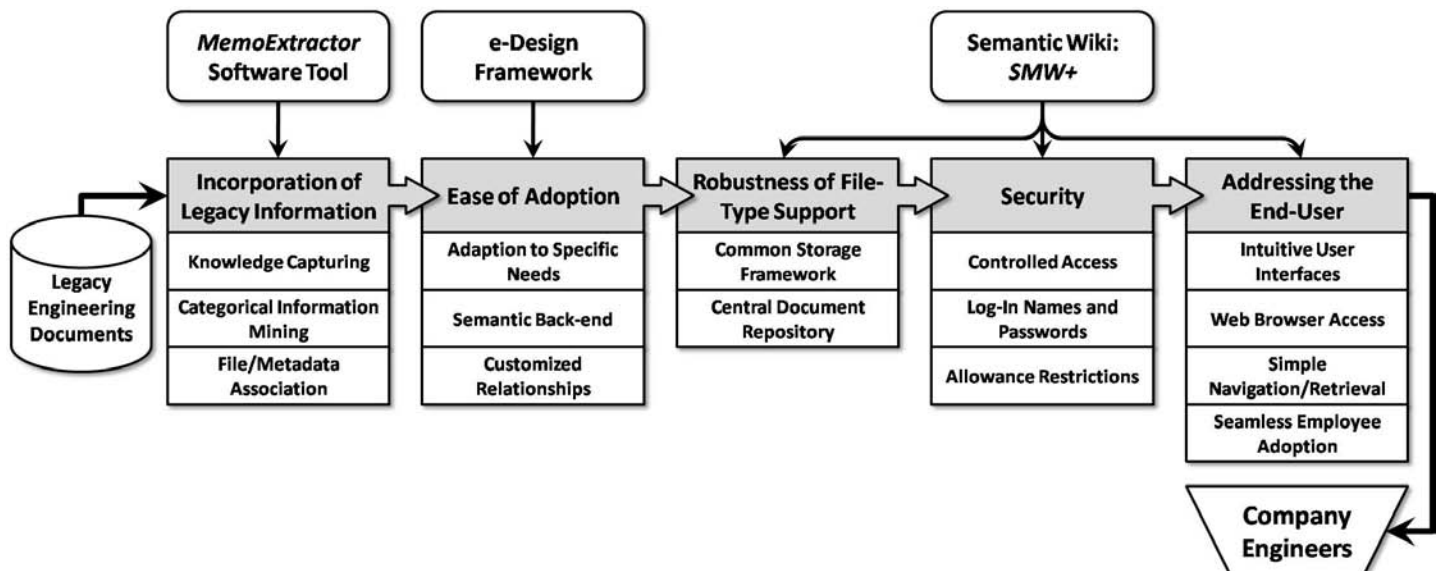 MemoExtractor
Software Tool
e-Design
Framework
Semantic Wiki:
SMW+
Legacy
Engineering
Documents
Incorporation of
Legacy Information
Knowledge Capturing
Categorical Information
Mining
File/Metadata
Association
Ease of Adoption
Adaption to Specific
Needs
Semantic Back-end
Customized
Relationships
Robustness of File-
Type Support
Common Storage
Framework
Central Document
Repository
Security
Controlled Access
Log-In Names and
Passwords
Allowance Restrictions
Addressing the
End-User
Intuitive User
Interfaces
Web Browser Access
Simple
Navigation/Retrieval
Seamless Employee
Adoption
Company
Engineers